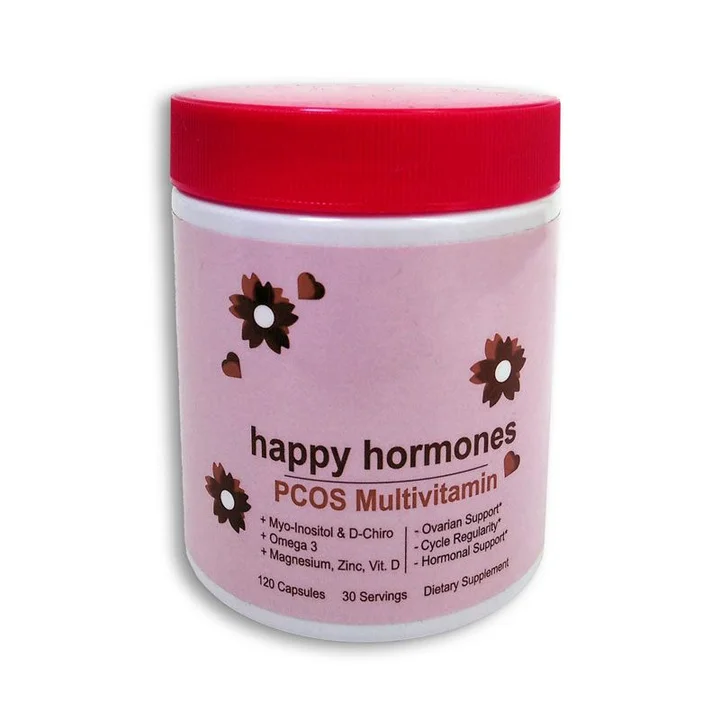 happy hormones
PCOS Multivitamin
+ Myo-Inositol & D-Chiro
+ Omega 3
+ Magnesium, Zinc, Vit. D
- Ovarian Support*
- Cycle Regularity*
- Hormonal Support*
120 Capsules 30 Servings Dietary Supplement